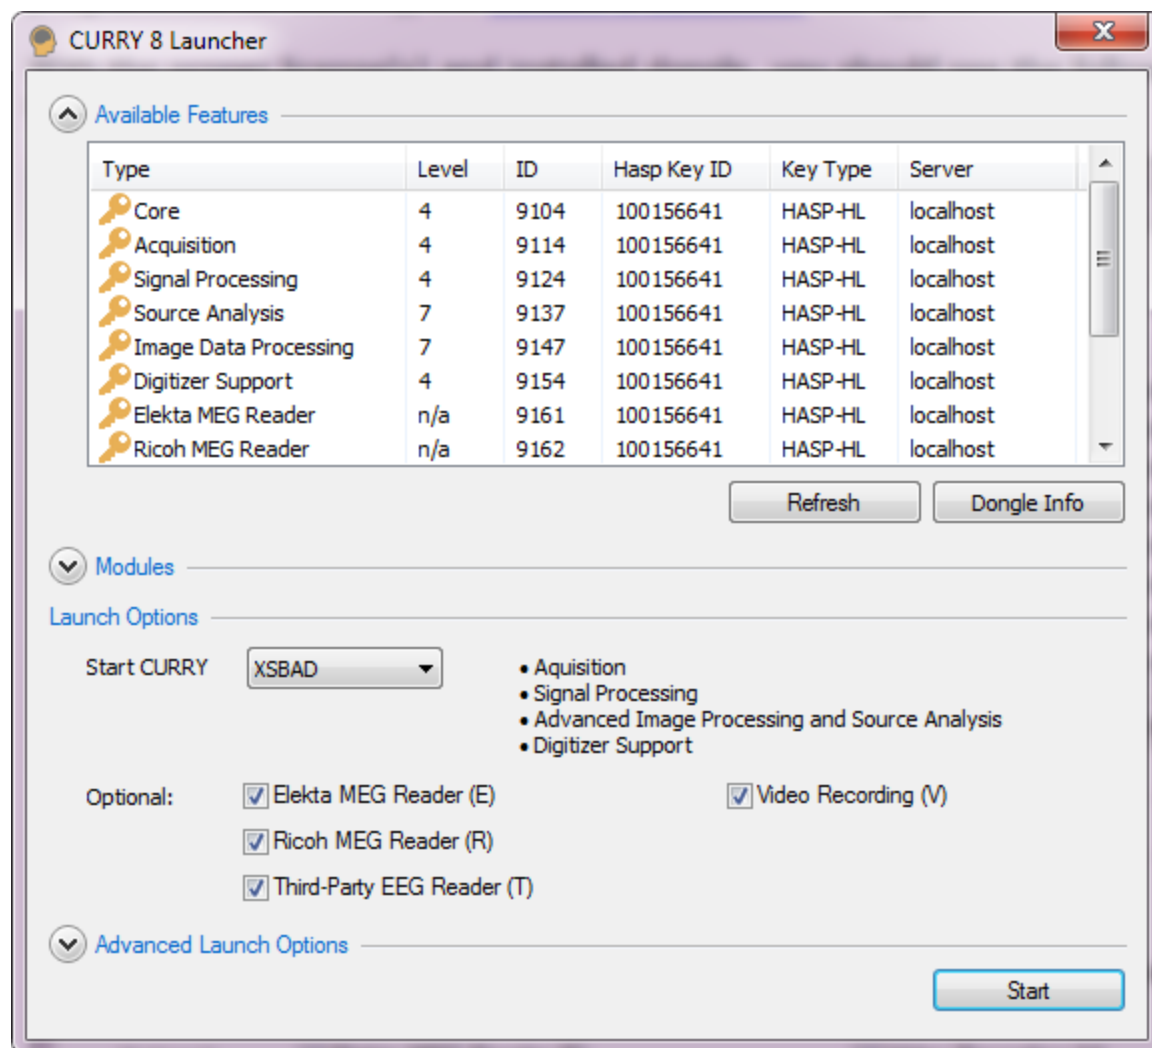 CURRY 8 Launcher
Available Features
Type Level ID Hasp Key ID Key Type Server
Core 4 9104 100156641 HASP-HL localhost
Acquisition 4 9114 100156641 HASP-HL localhost
Signal Processing 4 9124 100156641 HASP-HL localhost
Source Analysis 7 9137 100156641 HASP-HL localhost
Image Data Processing 7 9147 100156641 HASP-HL localhost
Digitizer Support 4 9154 100156641 HASP-HL localhost
Elekta MEG Reader n/a 9161 100156641 HASP-HL localhost
Ricoh MEG Reader n/a 9162 100156641 HASP-HL localhost
Refresh Dongle Info
Modules
Launch Options
Start CURRY XSBAD • Aquisition
• Signal Processing
• Advanced Image Processing and Source Analysis
• Digitizer Support
Optional: Elekta MEG Reader (E) Video Recording (V)
Ricoh MEG Reader (R)
Third-Party EEG Reader (T)
Advanced Launch Options
Start